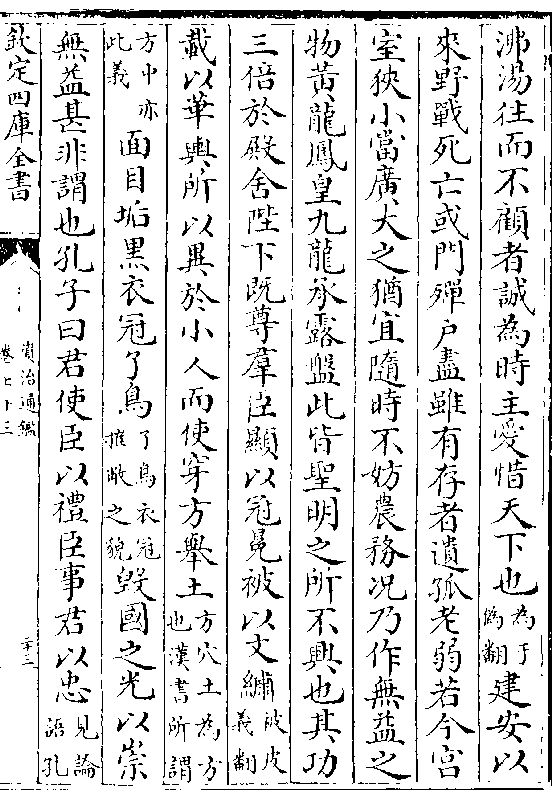 沸湯往而不顧者誠為時主愛惜天下也為于偽翻建安以
來野戰死亡或門殫户盡雖有存者遺孤老弱若今宫
室狹小當廣大之猶宜隨時不妨農務況乃作無益之
物黄龍鳳皇九龍承露盤此皆聖明之所不興也其功
三倍於殿舍陛下既尊羣臣顯以冠冕被以文繡被皮義翻
載以華輿所以異於小人而使穿方舉土方穴土為方也漢書所謂
方中亦此義面目垢黒衣冠了鳥了鳥衣冠摧敝之貌毁國之光以崇
無益甚非謂也孔子曰君使臣以禮臣事君以忠見論語孔
欽定四庫全書
資治通鑑
卷七十三
二十三